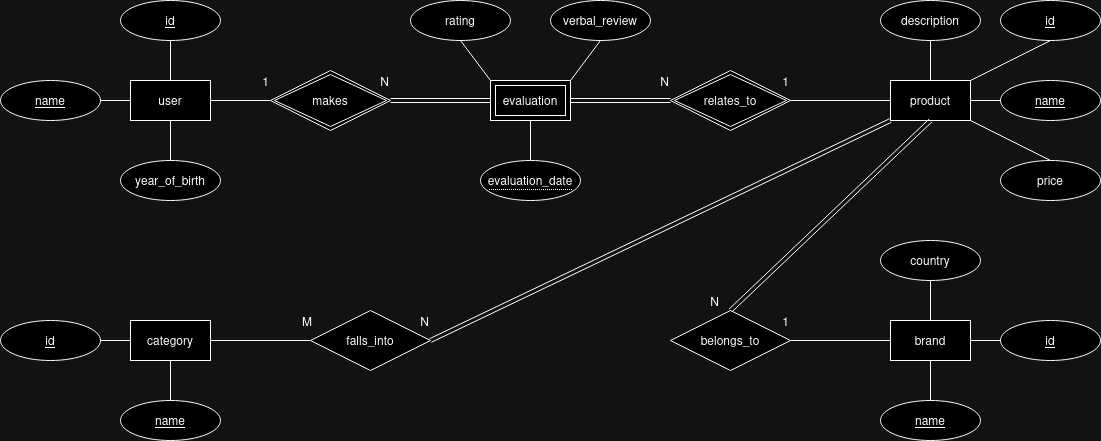 id
rating
verbal_review
description
id
name
user
1
makes
N
evaluation
N
relates_to
1
product
name
year_of_birth
evaluation_date
price
country
id
category
M
falls_into
N
N
belongs_to
1
brand
id
name
name